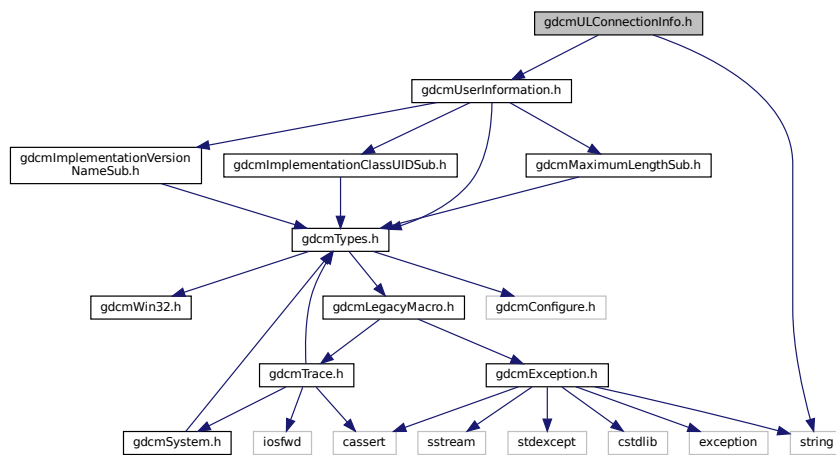 gdcmULConnectionInfo.h
gdcmUserInformation.h
gdcmImplementationVersion
NameSub.h
gdcmImplementationClassUIDSub.h
gdcmMaximumLengthSub.h
gdcmTypes.h
gdcmWin32.h
gdcmLegacyMacro.h
gdcmConfigure.h
gdcmTrace.h
gdcmException.h
gdcmSystem.h
iosfwd
cassert
sstream
stdexcept
cstdlib
exception
string